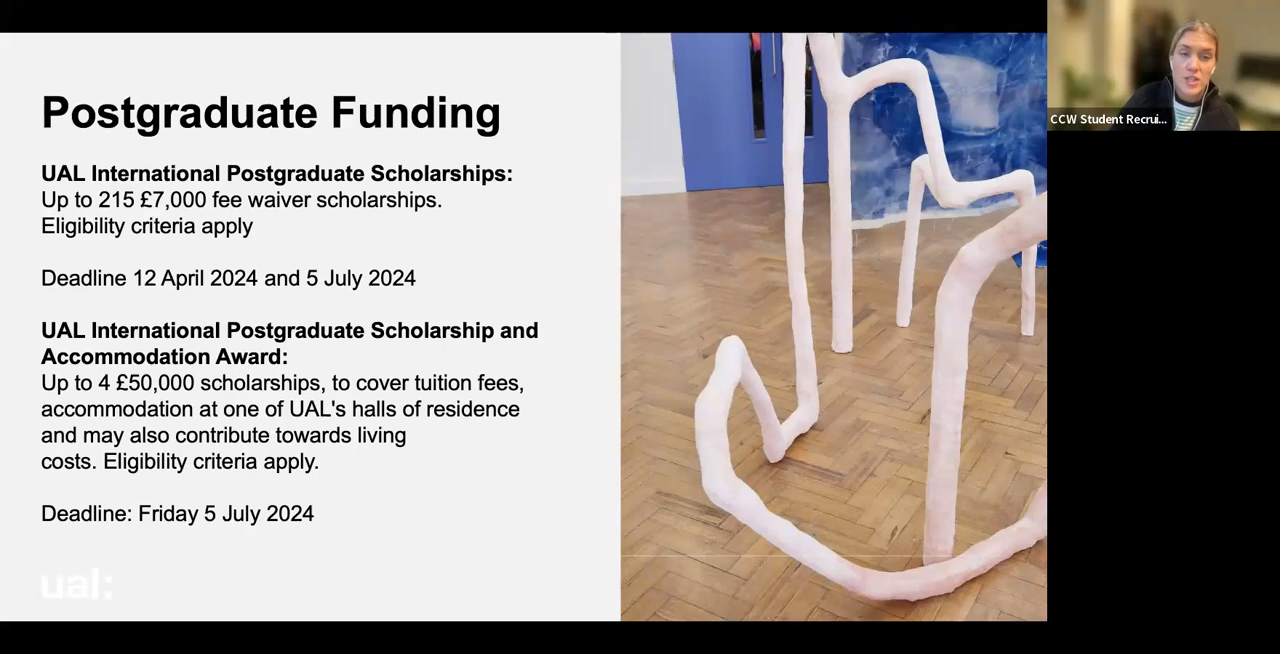 Postgraduate Funding
UAL International Postgraduate Scholarships:
Up to 215 £7,000 fee waiver scholarships.
Eligibility criteria apply
Deadline 12 April 2024 and 5 July 2024
UAL International Postgraduate Scholarship and
Accommodation Award:
Up to 4 £50,000 scholarships, to cover tuition fees,
accommodation at one of UAL's halls of residence
and may also contribute towards living
costs. Eligibility criteria apply.
Deadline: Friday 5 July 2024
ual:
CCW Student Recrui...